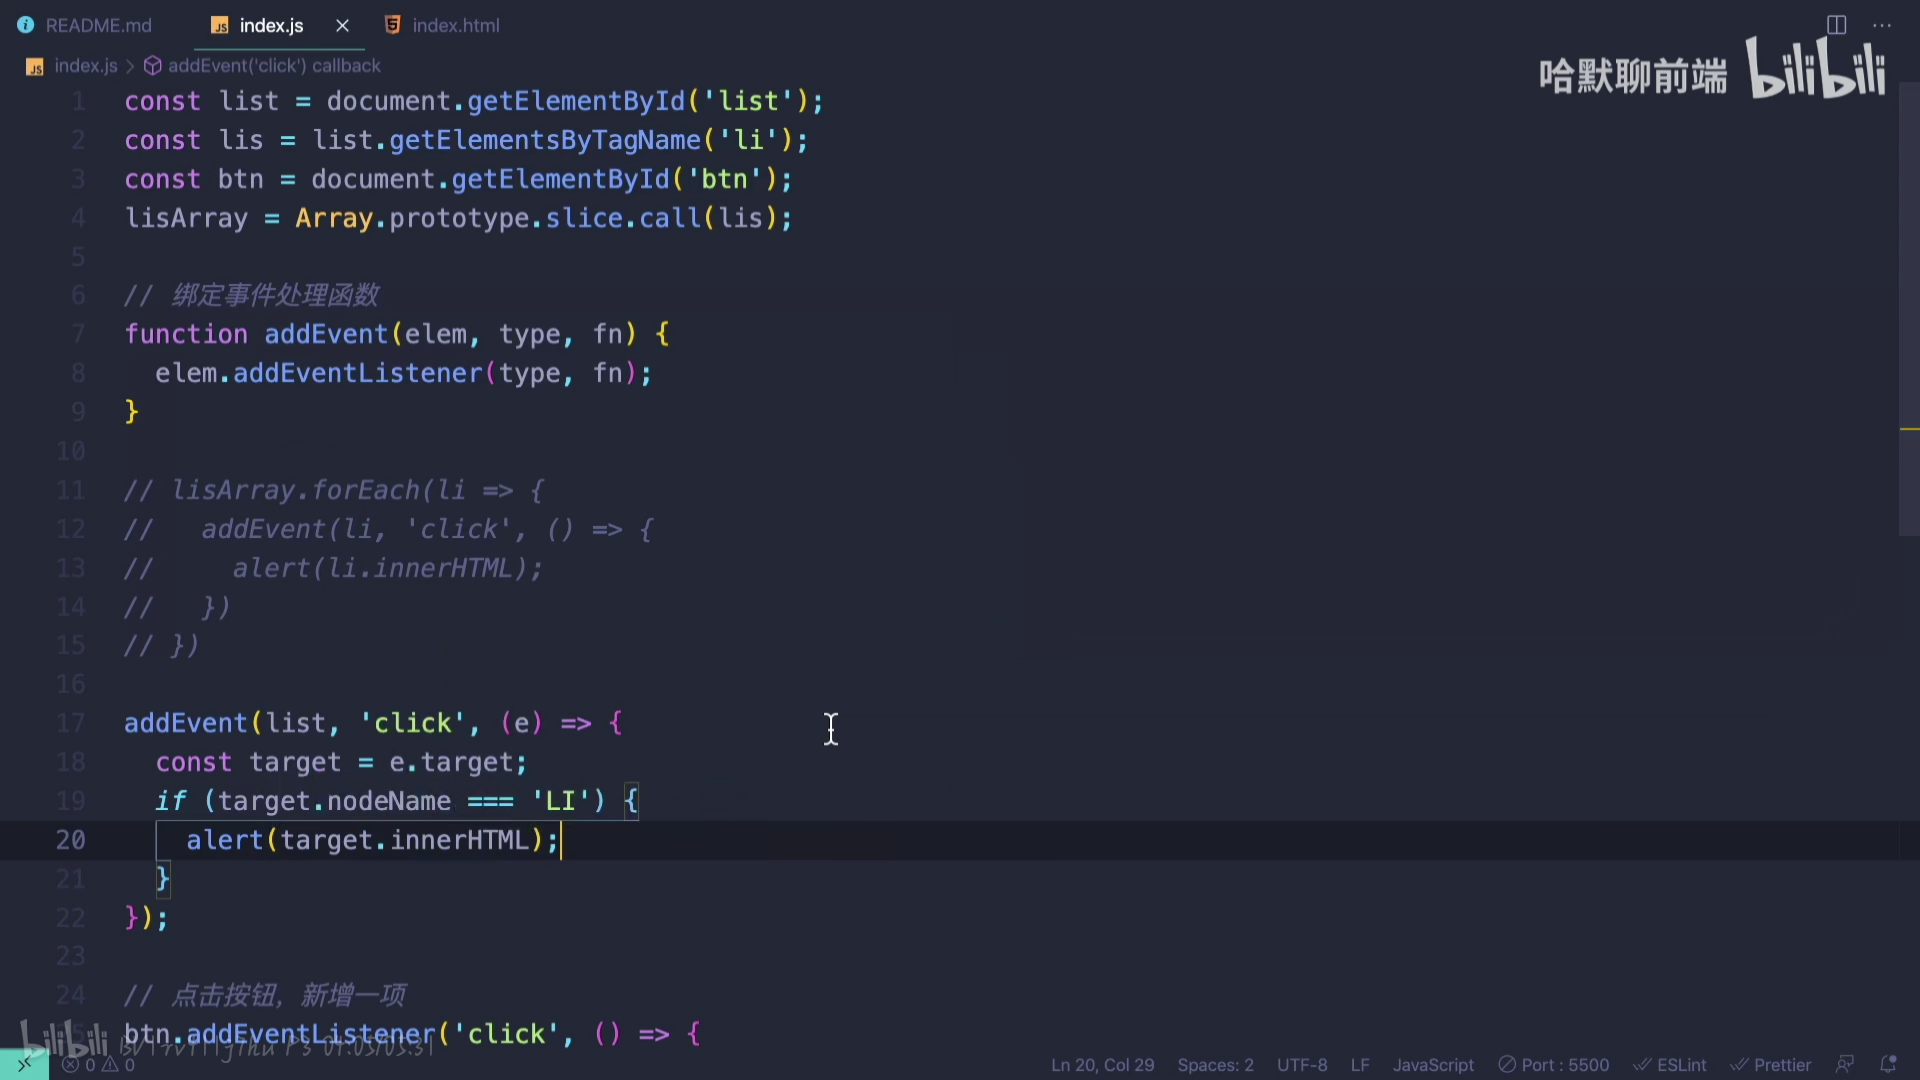 README.md index.js index.html
index.js > addEvent('click') callback
哈默聊前端 bilibili
1 const list = document.getElementById('list');
2 const lis = list.getElementsByTagName('li');
3 const btn = document.getElementById('btn');
4 lisArray = Array.prototype.slice.call(lis);
5
6 // 绑定事件处理函数
7 function addEvent(elem, type, fn) {
8   elem.addEventListener(type, fn);
9 }
10
11 // lisArray.forEach(li => {
12 //   addEvent(li, 'click', () => {
13 //     alert(li.innerHTML);
14 //   })
15 // })
16
17 addEvent(list, 'click', (e) => {
18   const target = e.target;
19   if (target.nodeName === 'LI') {
20     alert(target.innerHTML);
21   }
22 });
23
24 // 点击按钮，新增一项
btn.addEventListener('click', () => {
bilibili
0 0 Ln 20, Col 29 Spaces: 2 UTF-8 LF JavaScript Port : 5500 ESLint Prettier